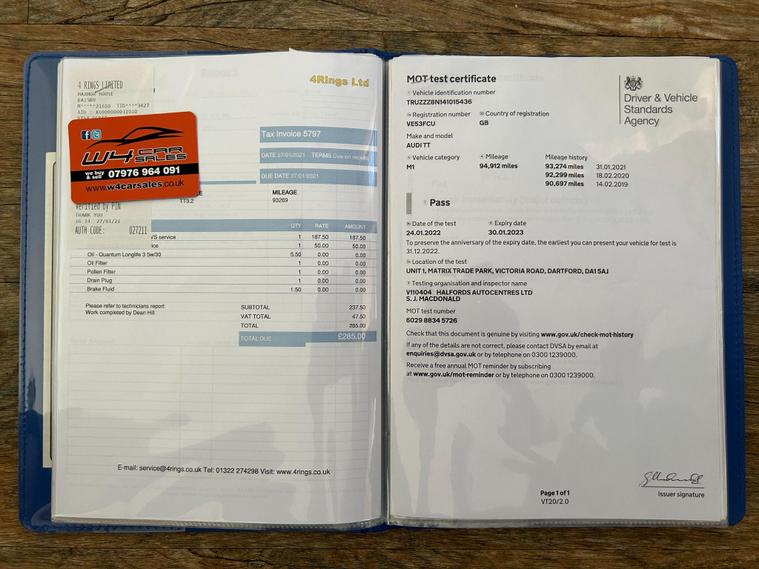 4 RINGS LIMITED
4Rings Ltd
Tax Invoice 5797
DATE 27/01/2021 TERMS Due on
DUE DATE 27/01/2021
W4 CAR SALES
we buy & sell 07976 964 091
www.w4carsales.co.uk
MILEAGE
93269
Verified by PIN
THANK YOU
27/01/21
AUTH CODE: 027211
QTY RATE AMOUNT
service 1 187.50 187.50
1 50.00 50.00
Oil - Quantum Longlife 3 5w/30 5.50 0.00 0.00
Oil Filter 1 0.00 0.00
Pollen Filter 1 0.00 0.00
Drain Plug 1 0.00 0.00
Brake Fluid 1.50 0.00 0.00
Please refer to technicians report
Work completed by Dean Hill
SUBTOTAL 237.50
VAT TOTAL 47.50
TOTAL 285.00
TOTAL DUE £285.00
E-mail: service@4rings.co.uk Tel: 01322 274298 Visit: www.4rings.co.uk
MOT test certificate
Driver & Vehicle
Standards
Agency
Vehicle identification number
TRUZZZ8N141015436
Registration number Country of registration
VE53FCU GB
Make and model
AUDI TT
Vehicle category Mileage Mileage history
M1 94,912 miles 93,274 miles 31.01.2021
92,299 miles 18.02.2020
90,697 miles 14.02.2019
Pass
Date of the test Expiry date
24.01.2022 30.01.2023
To preserve the anniversary of the expiry date, the earliest you can present your vehicle for test is
31.12.2022.
Location of the test
UNIT 1, MATRIX TRADE PARK, VICTORIA ROAD, DARTFORD, DA1 5AJ
Testing organisation and inspector name
V110404 HALFORDS AUTOCENTRES LTD
S. J. MACDONALD
MOT test number
6029 8834 5726
Check that this document is genuine by visiting www.gov.uk/check-mot-history
If any of the details are not correct, please contact DVSA by email at
enquiries@dvsa.gov.uk or by telephone on 0300 1239000.
Receive a free annual MOT reminder by subscribing
at www.gov.uk/mot-reminder or by telephone on 0300 1239000.
Page 1 of 1
VT20/2.0
Issuer signature